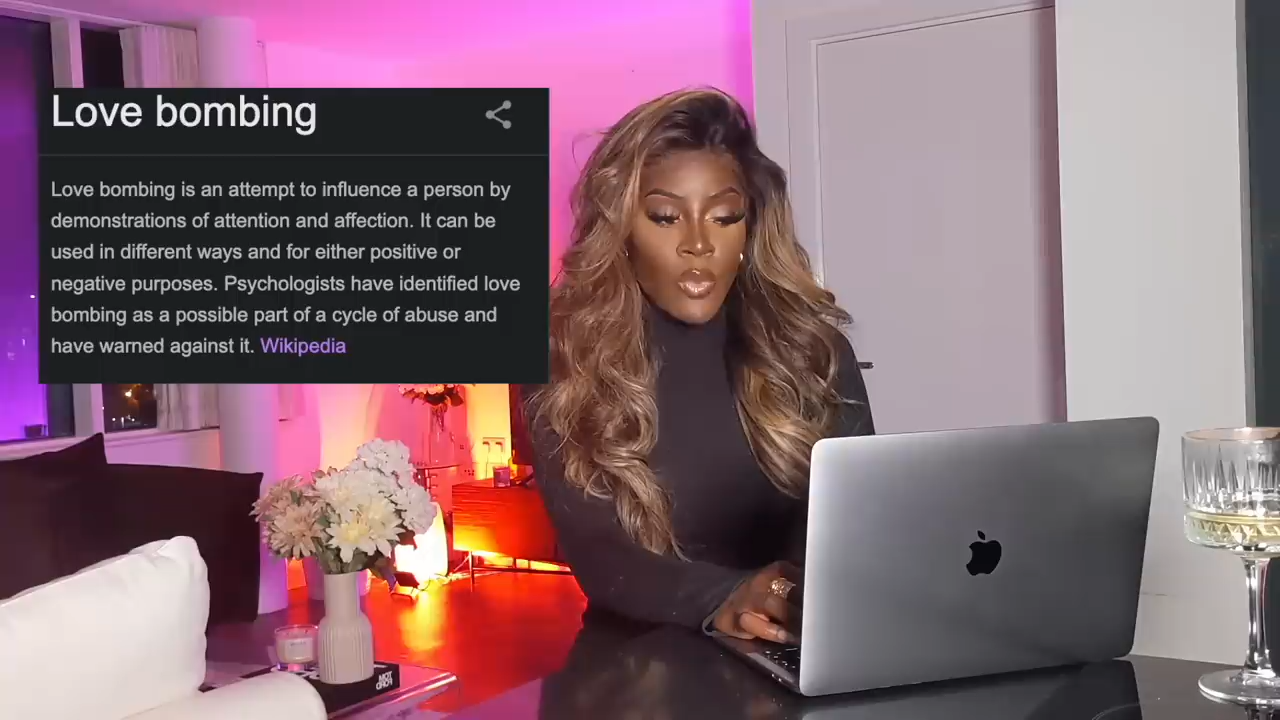 Love bombing
Love bombing is an attempt to influence a person by
demonstrations of attention and affection. It can be
used in different ways and for either positive or
negative purposes. Psychologists have identified love
bombing as a possible part of a cycle of abuse and
have warned against it. Wikipedia
TOM
FORD